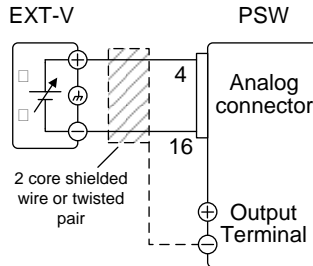 EXT-V
PSW
4
Analog
connector
16
2 core shielded
wire or twisted
pair
Output
Terminal